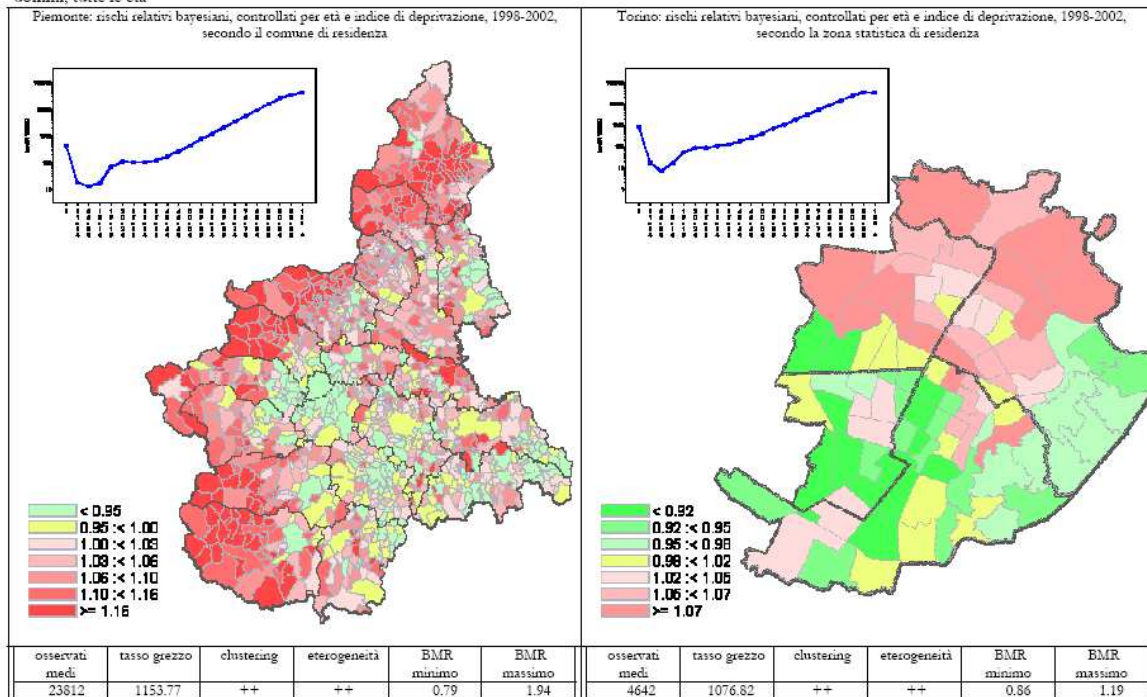 Piemonte: rischi relativi bayesiani, controllati per età e indice di deprivazione, 1998-2002,
secondo il comune di residenza
Torino: rischi relativi bayesiani, controllati per età e indice di deprivazione, 1998-2002,
secondo la zona statistica di residenza
< 0.95
0.95 :< 1.00
1.00 :< 1.03
1.03 :< 1.06
1.06 :< 1.10
1.10 :< 1.16
>= 1.16
< 0.92
0.92 :< 0.95
0.95 :< 0.98
0.98 :< 1.02
1.02 :< 1.05
1.05 :< 1.07
>= 1.07
osservati medi tasso grezzo clustering eterogeneità BMR minimo BMR massimo
23812 1153.77 ++ ++ 0.79 1.94
osservati medi tasso grezzo clustering eterogeneità BMR minimo BMR massimo
4642 1076.82 ++ ++ 0.86 1.19